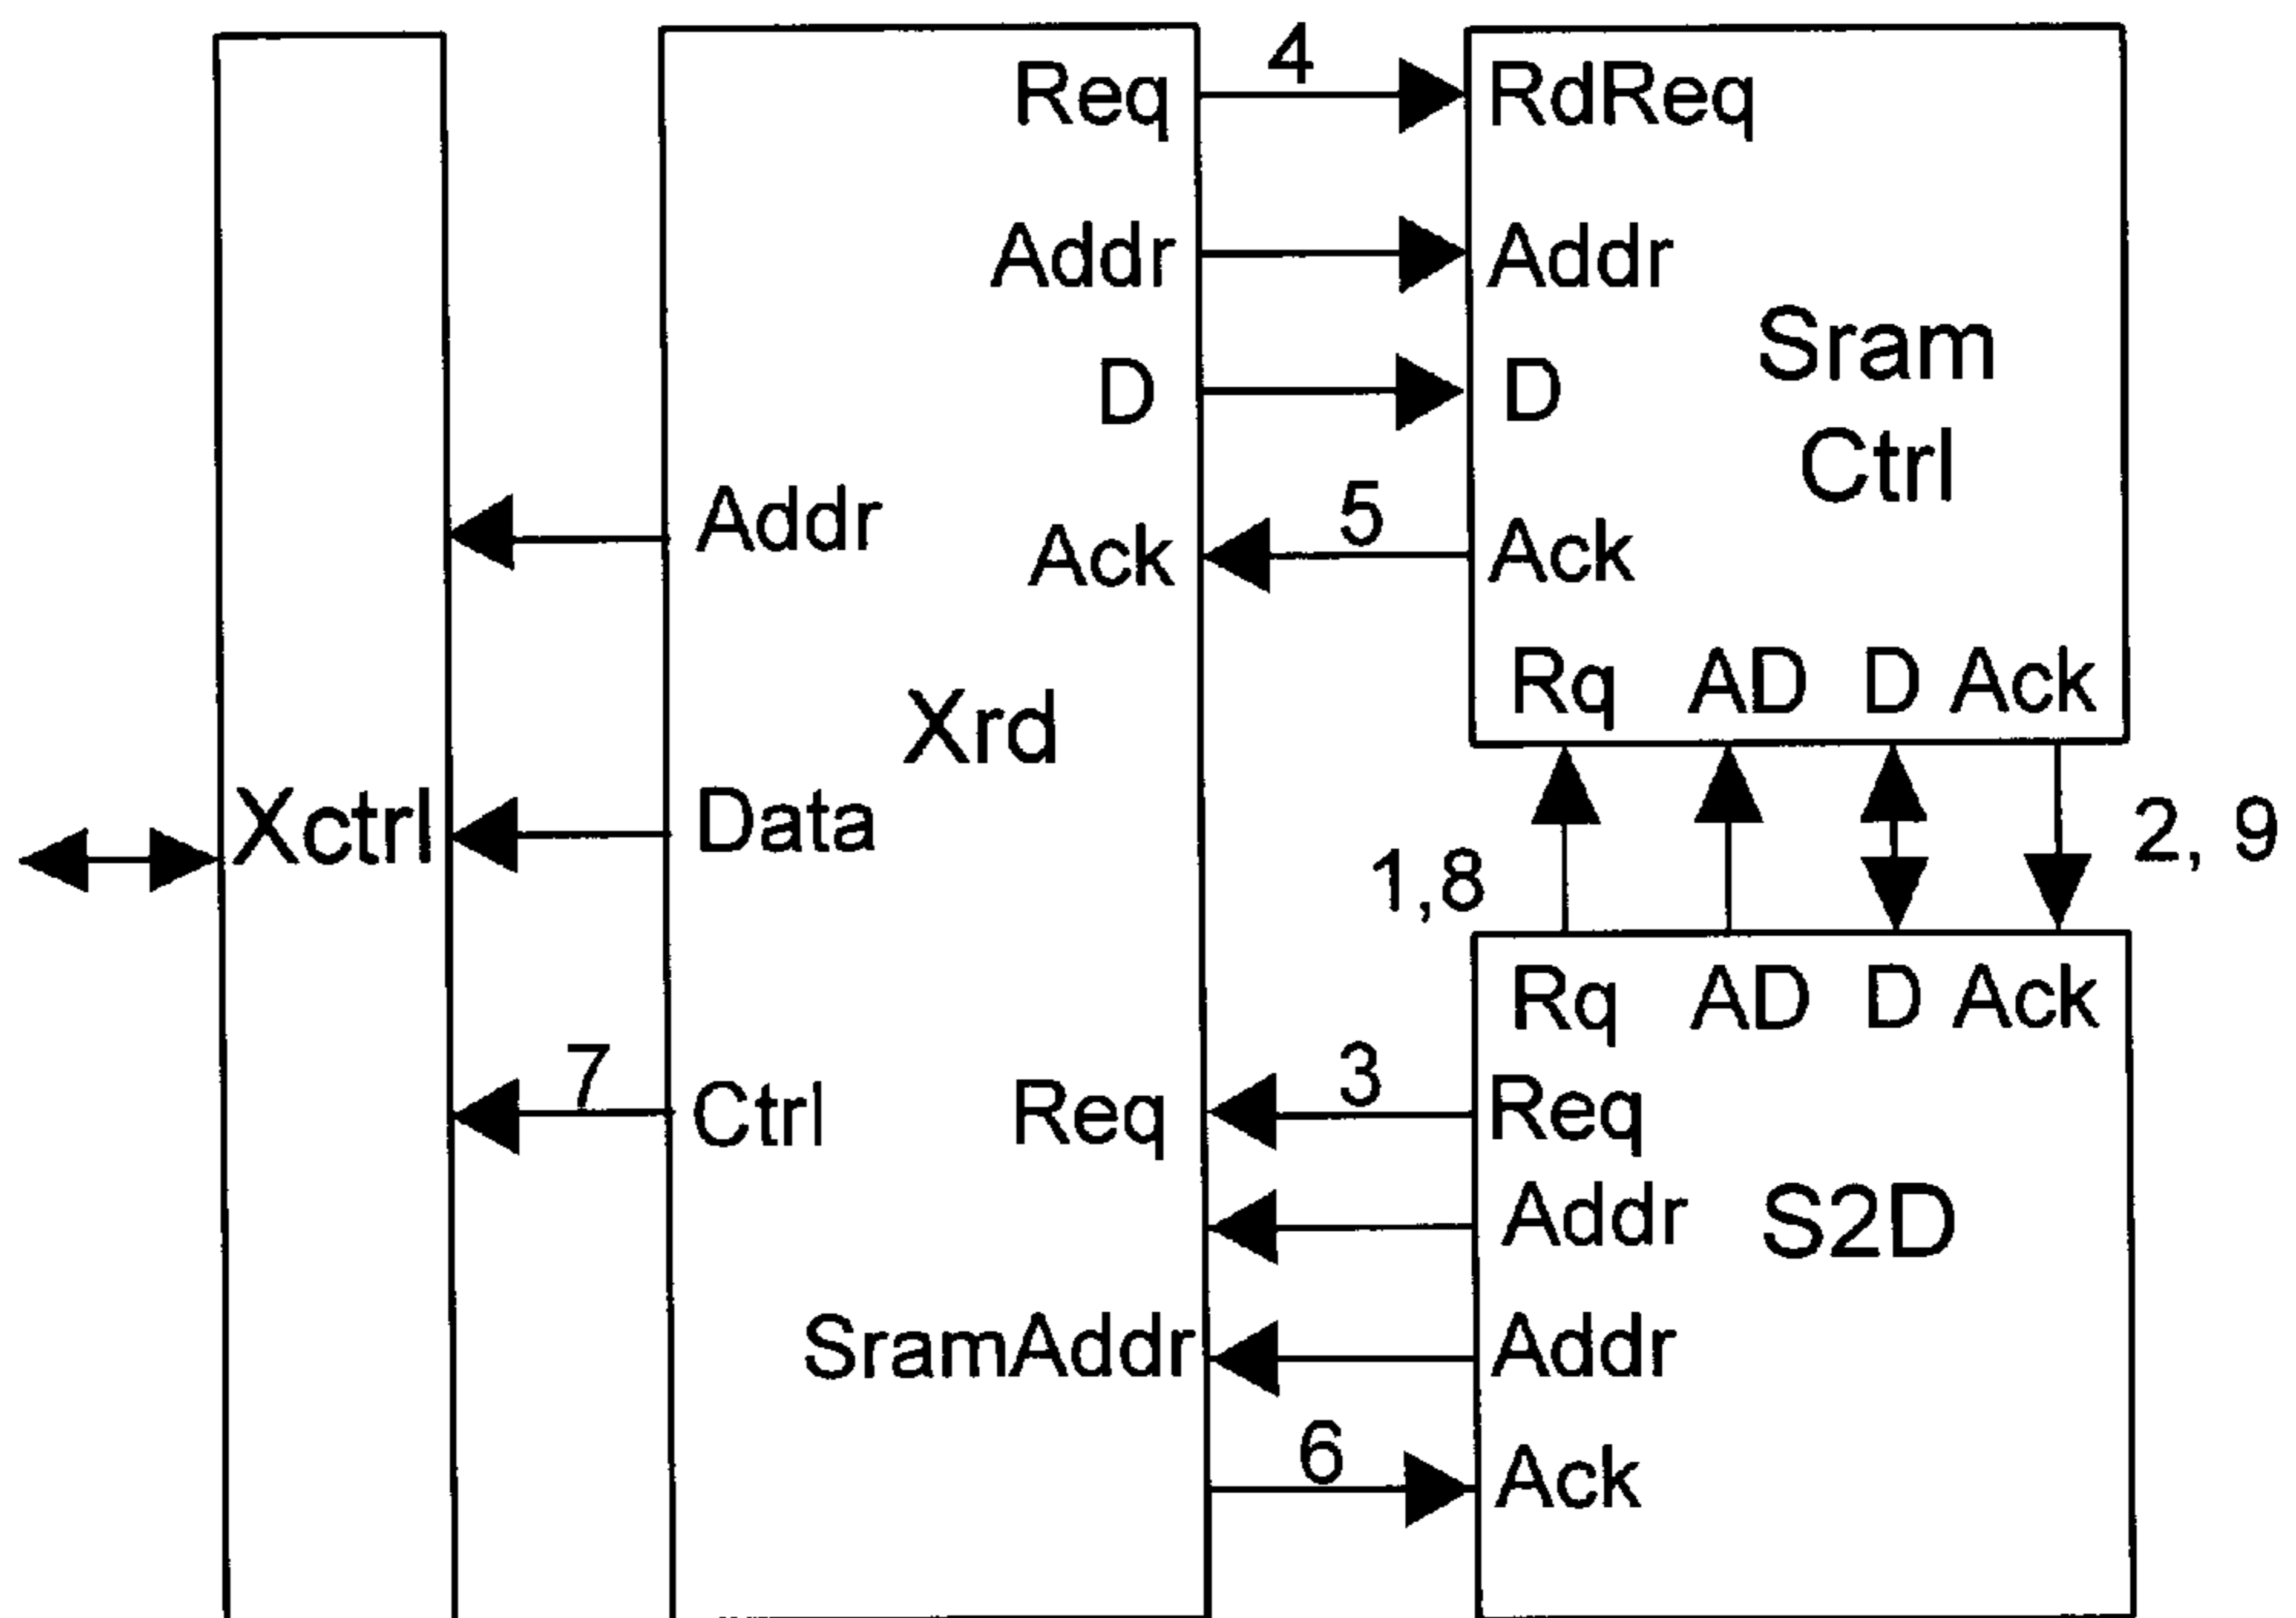 Req 4 RdReq
Addr Addr
D D
Sram
Ctrl
Addr Ack 5 Ack
Rq AD D Ack
Xrd
Xctrl Data
1,8 2, 9
Rq AD D Ack
7 Ctrl Req 3 Req
Addr S2D
SramAddr Addr
6 Ack